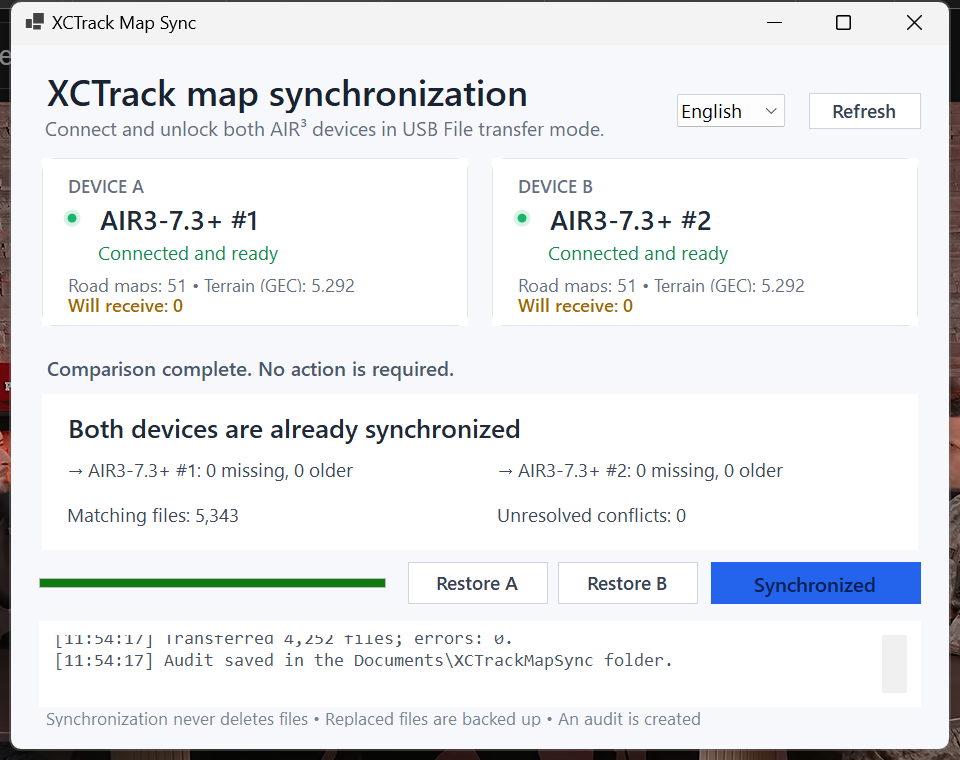 XCTrack Map Sync
XCTrack map synchronization
Connect and unlock both AIR³ devices in USB File transfer mode.
English
Refresh
DEVICE A
AIR3-7.3+ #1
Connected and ready
Road maps: 51 • Terrain (GEC): 5.292
Will receive: 0
DEVICE B
AIR3-7.3+ #2
Connected and ready
Road maps: 51 • Terrain (GEC): 5.292
Will receive: 0
Comparison complete. No action is required.
Both devices are already synchronized
→ AIR3-7.3+ #1: 0 missing, 0 older
→ AIR3-7.3+ #2: 0 missing, 0 older
Matching files: 5,343
Unresolved conflicts: 0
Restore A
Restore B
Synchronized
[11:54:17] Transferred 4,252 files; errors: 0.
[11:54:17] Audit saved in the Documents\XCTrackMapSync folder.
Synchronization never deletes files • Replaced files are backed up • An audit is created